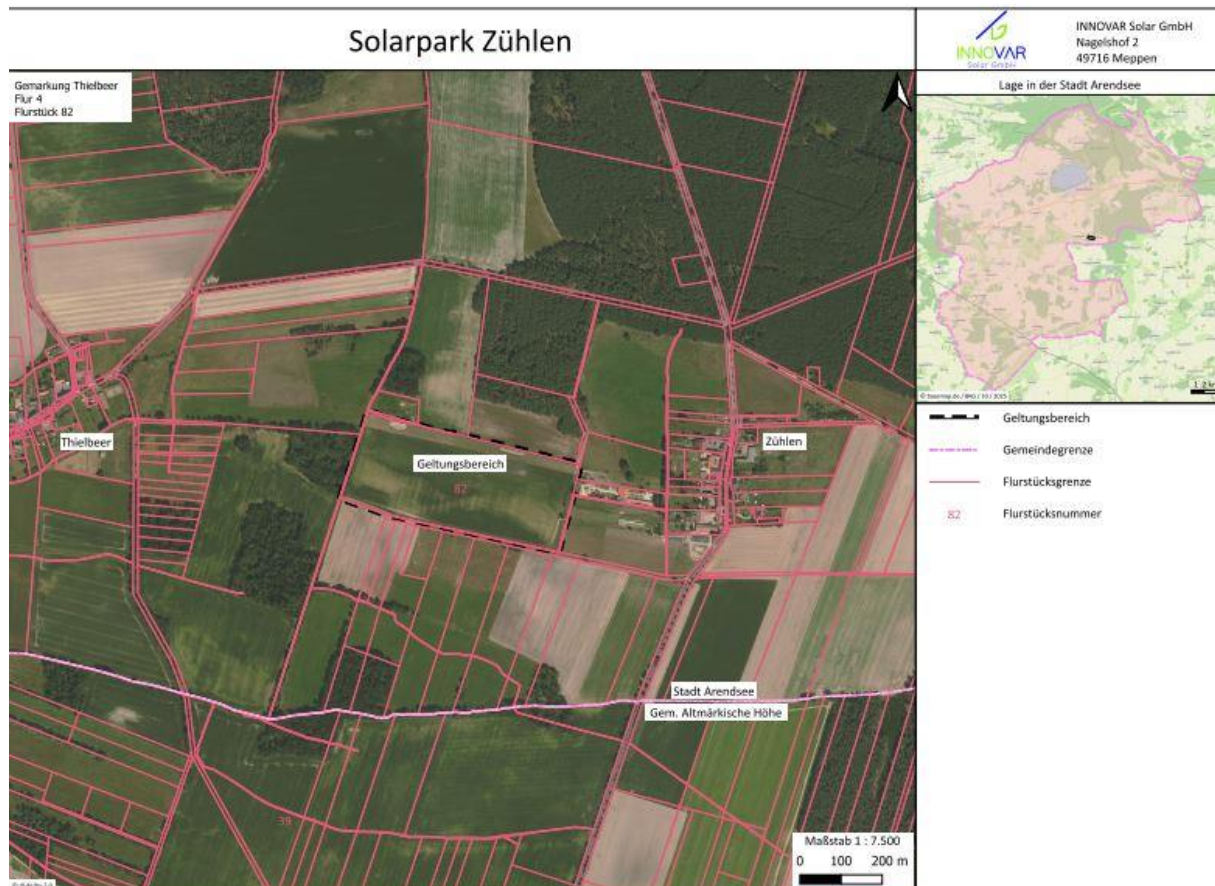 Solarpark Zühlen
INNOVAR
Solar GmbH
INNOVAR Solar GmbH
Nagelshof 2
49716 Meppen
Gemarkung Thielbeer
Flur 4
Flurstück 82
Lage in der Stadt Arendsee
Thielbeer
Geltungsbereich
82
Zühlen
Geltungsbereich
Gemeindegrenze
Flurstücksgrenze
82
Flurstücksnummer
Stadt Arendsee
Gem. Altmärkische Höhe
39
Maßstab 1 : 7.500
0 100 200 m